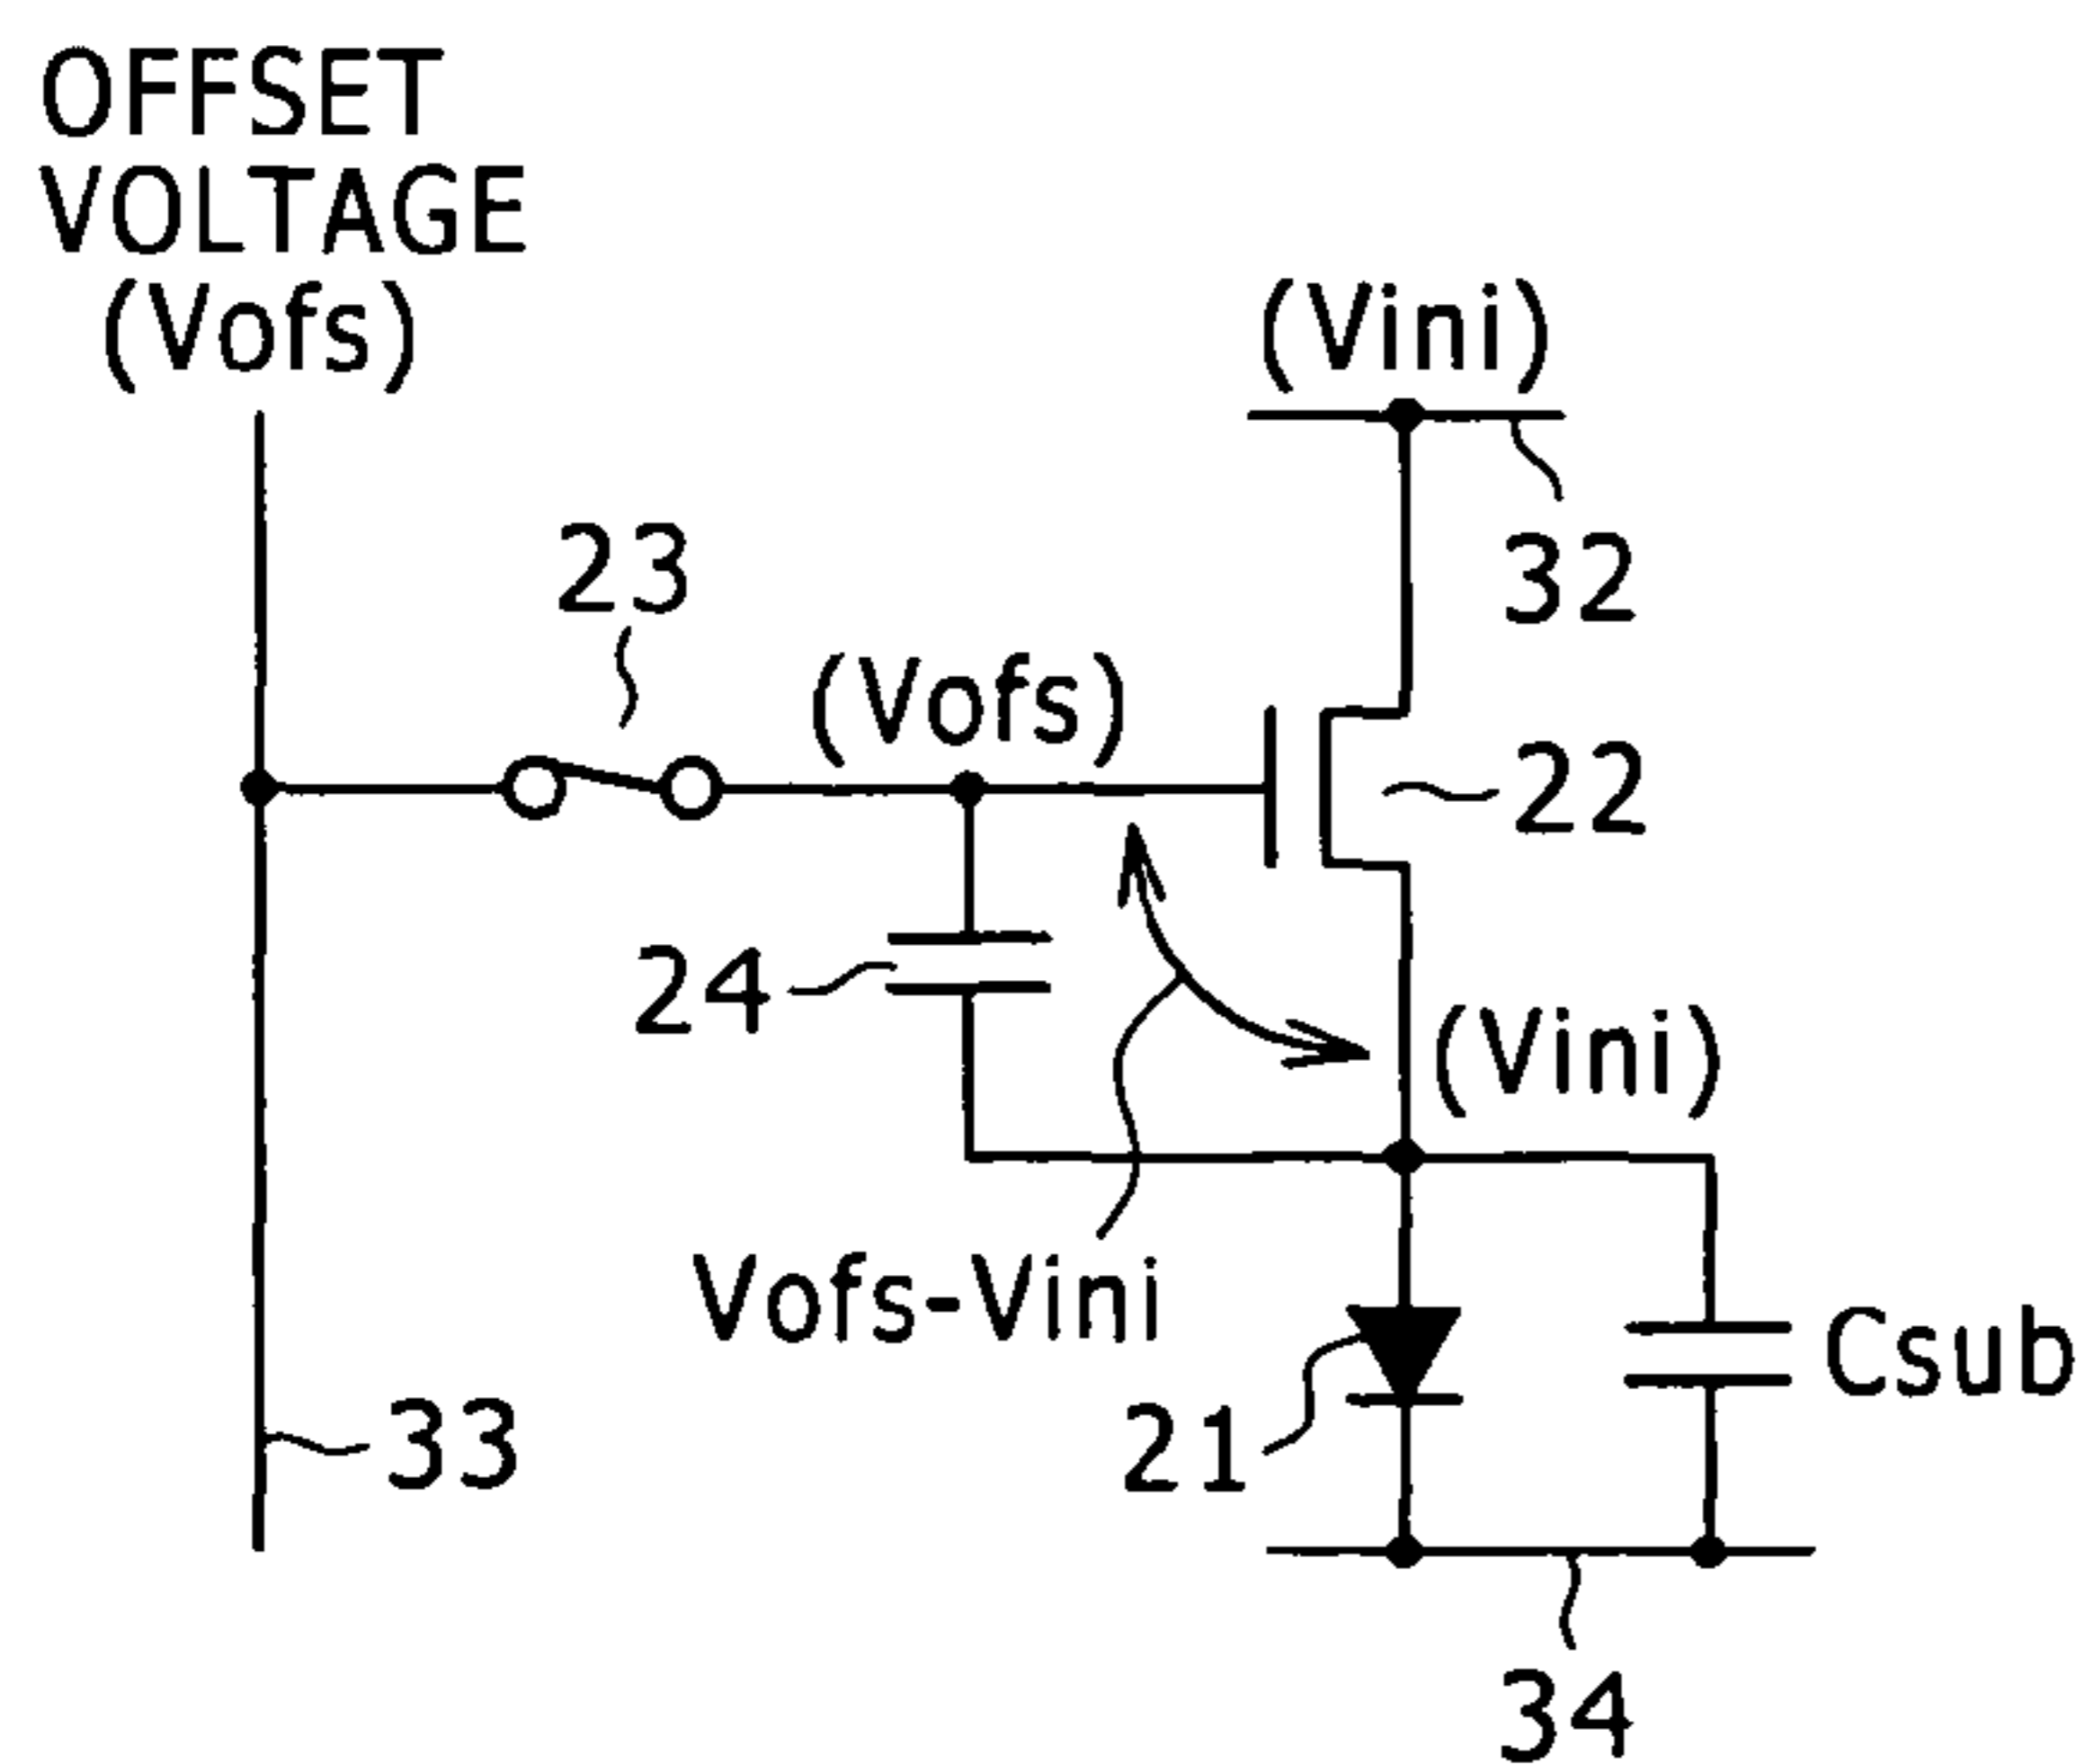 OFFSET
VOLTAGE
(Vofs)
(Vini)
32
23
(Vofs)
22
24
(Vini)
Vofs-Vini
Csub
21
33
34